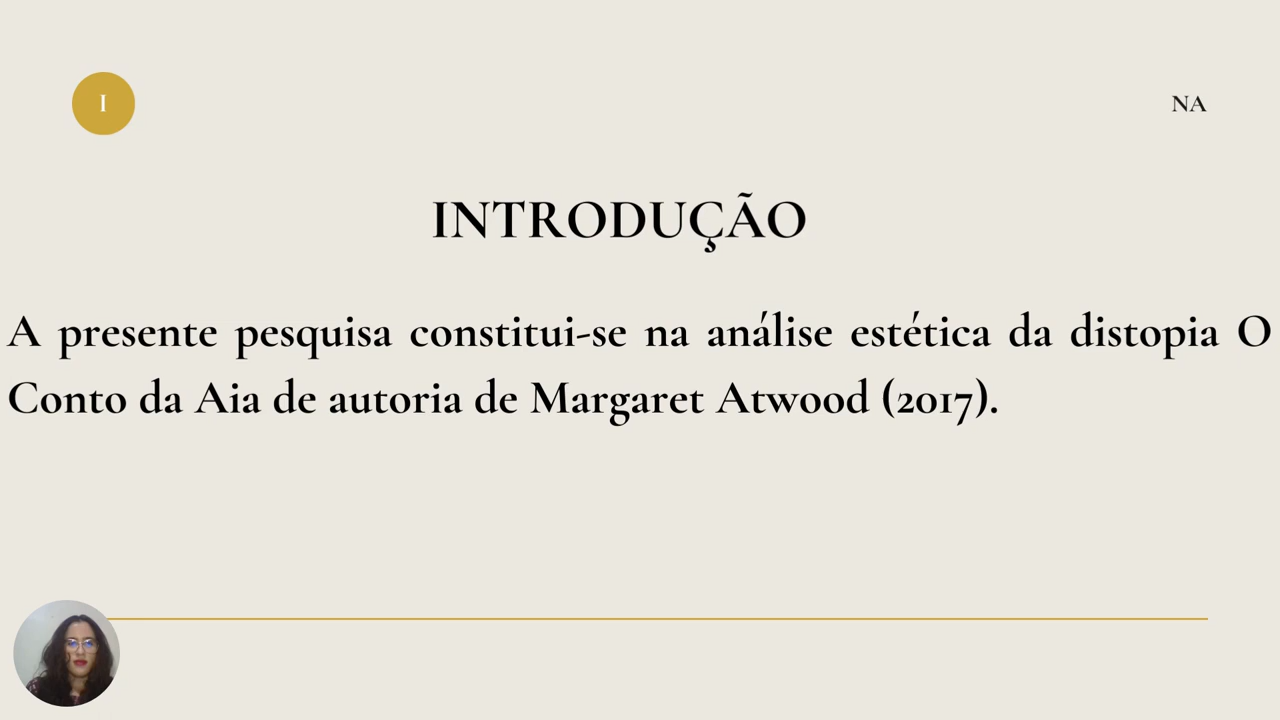 I
NA
INTRODUÇÃO
A presente pesquisa constitui-se na análise estética da distopia O
Conto da Aia de autoria de Margaret Atwood (2017).